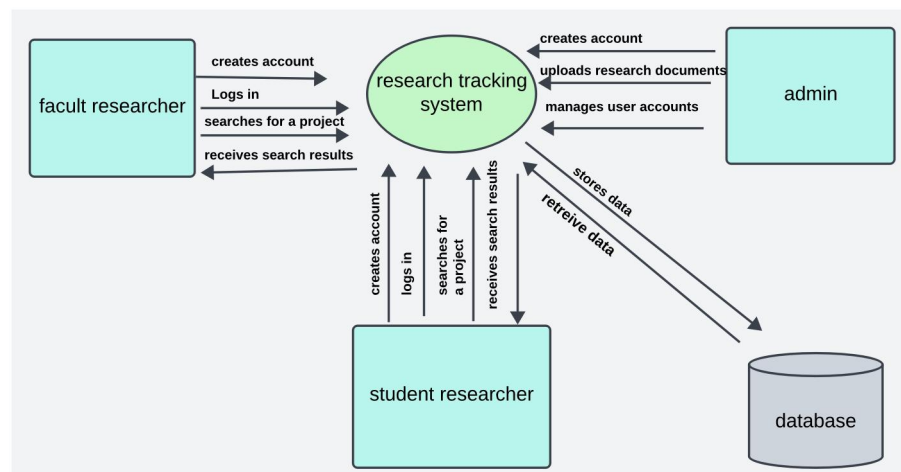 creates account
facult researcher
Logs in
searches for a project
receives search results
research tracking
system
creates account
uploads research documents
manages user accounts
admin
creates account
logs in
searches for
a project
receives search results
stores data
retreive data
student researcher
database